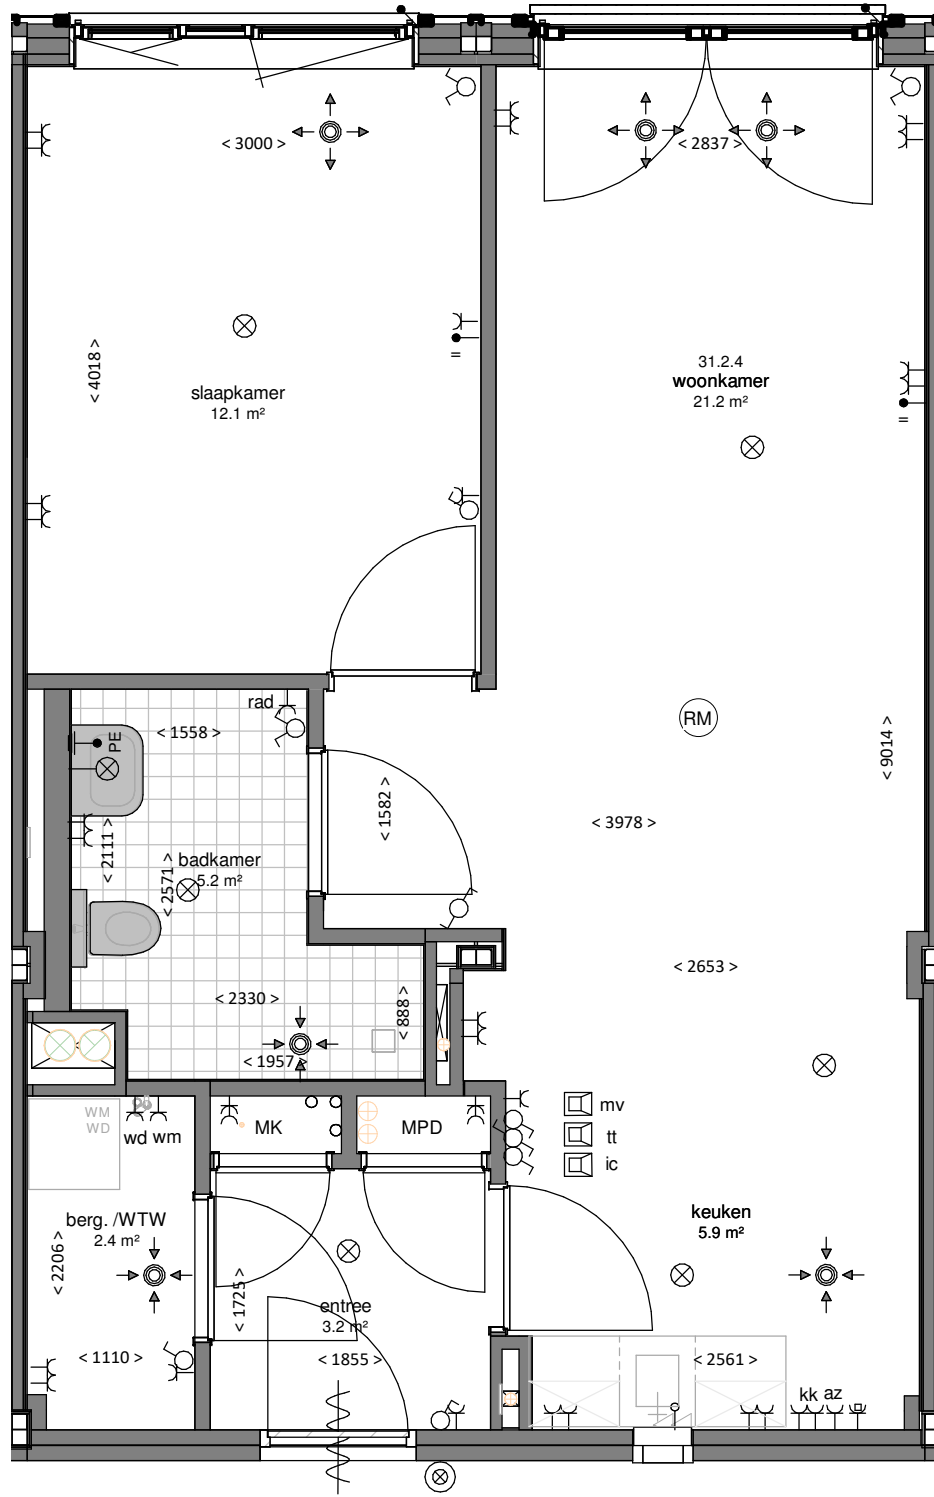 < 3000 >
< 2837 >
< 4018 >
slaapkamer
12.1 m²
=
31.2.4
woonkamer
21.2 m²
=
rad
< 1558 >
PE
RM
< 9014 >
< 1582 >
< 3978 >
< 2111 >
< 2571 >
badkamer
5.2 m²
< 2653 >
< 2330 >
< 888 >
< 1957 >
WM
WD
wd wm
MK
MPD
mv
tt
ic
berg. /WTW
2.4 m²
< 2206 >
keuken
5.9 m²
< 1725 >
entree
3.2 m²
< 1110 >
< 1855 >
< 2561 >
kk az